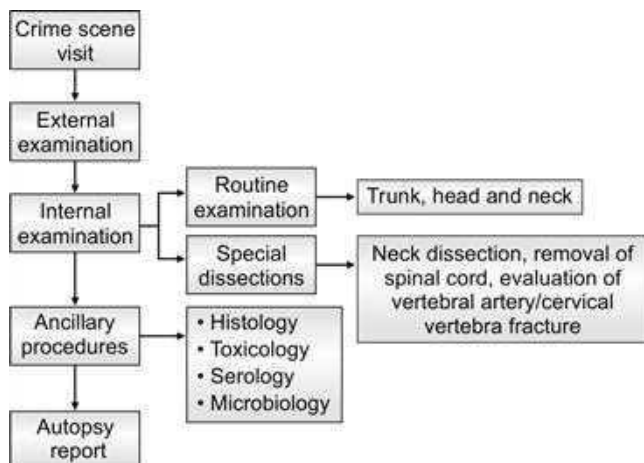 Crime scene
visit
External
examination
Internal
examination
Routine
examination
Trunk, head and neck
Special
dissections
Neck dissection, removal of
spinal cord, evaluation of
vertebral artery/cervical
vertebra fracture
Ancillary
procedures
• Histology
• Toxicology
• Serology
• Microbiology
Autopsy
report